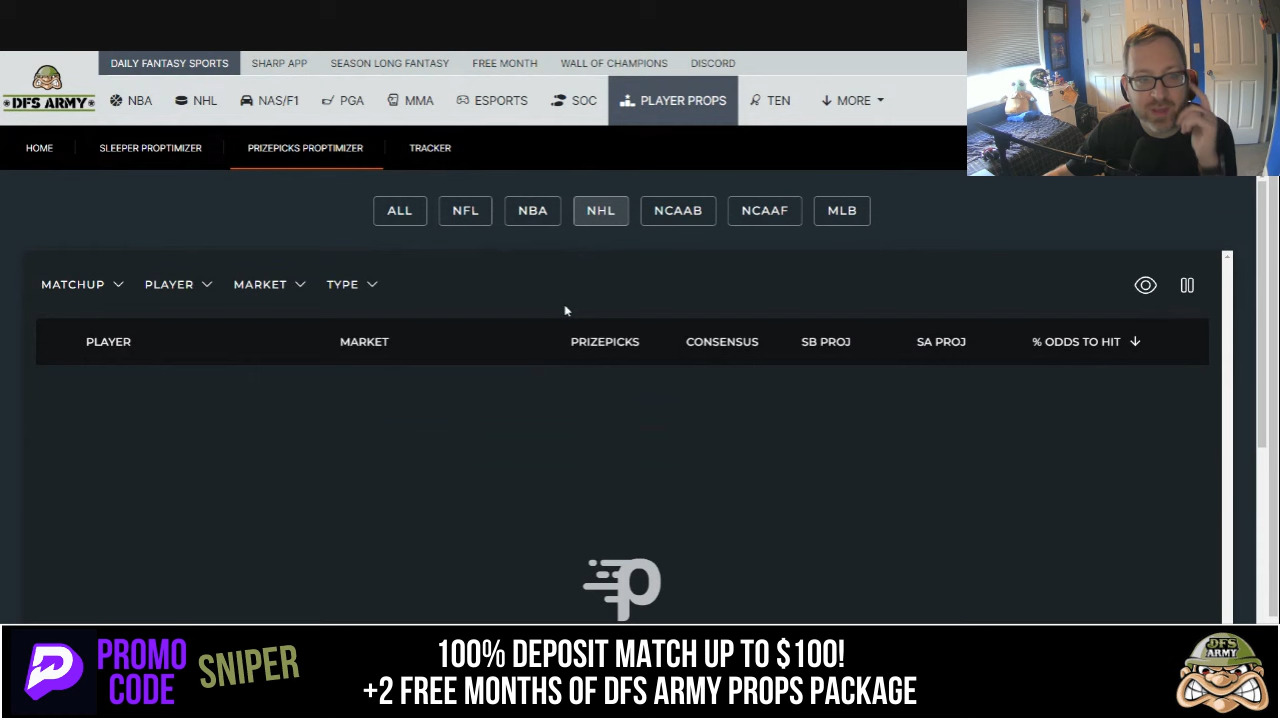 DAILY FANTASY SPORTS SHARP APP SEASON LONG FANTASY FREE MONTH WALL OF CHAMPIONS DISCORD
DFS ARMY NBA NHL NAS/F1 PGA MMA ESPORTS SOC PLAYER PROPS TEN MORE
HOME SLEEPER PROPTIMIZER PRIZEPICKS PROPTIMIZER TRACKER
ALL NFL NBA NHL NCAAB NCAAF MLB
MATCHUP PLAYER MARKET TYPE
PLAYER MARKET PRIZEPICKS CONSENSUS SB PROJ SA PROJ % ODDS TO HIT
P
PROMO CODE SNIPER
100% DEPOSIT MATCH UP TO $100!
+2 FREE MONTHS OF DFS ARMY PROPS PACKAGE
DFS ARMY